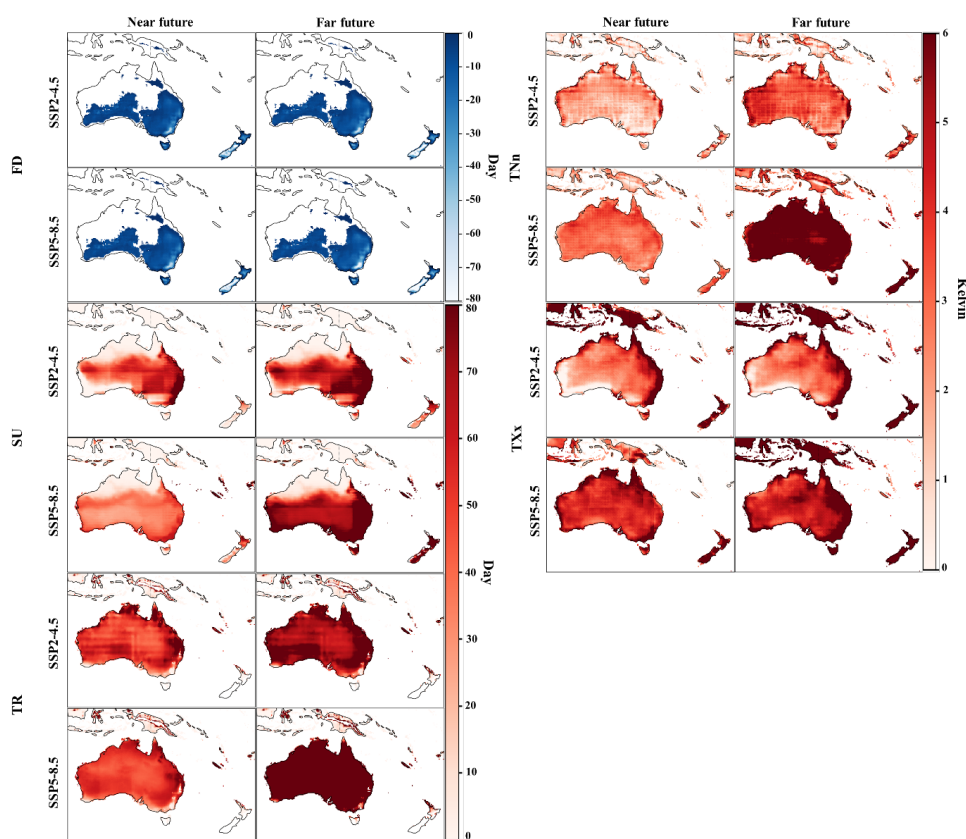 Near future
Far future
FD
SSP2-4.5
SSP5-8.5
0
-10
-20
-30
-40
-50
-60
-70
-80
Day
SU
SSP2-4.5
SSP5-8.5
TR
SSP2-4.5
SSP5-8.5
80
70
60
50
40
30
20
10
0
Day
Near future
Far future
TNn
SSP2-4.5
SSP5-8.5
TXx
SSP2-4.5
SSP5-8.5
6
5
4
3
2
1
0
Kelvin